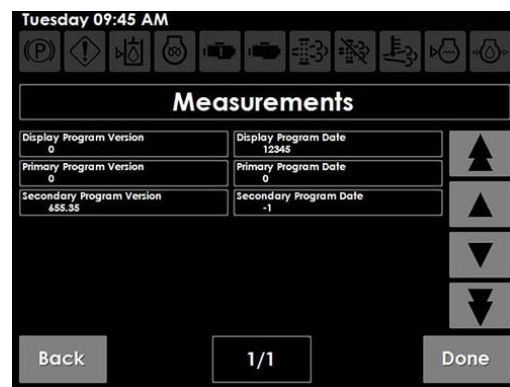 Tuesday 09:45 AM
(P)
Measurements
Display Program Version
0
Display Program Date
12345
Primary Program Version
0
Primary Program Date
0
Secondary Program Version
655.35
Secondary Program Date
-1
Back
1/1
Done